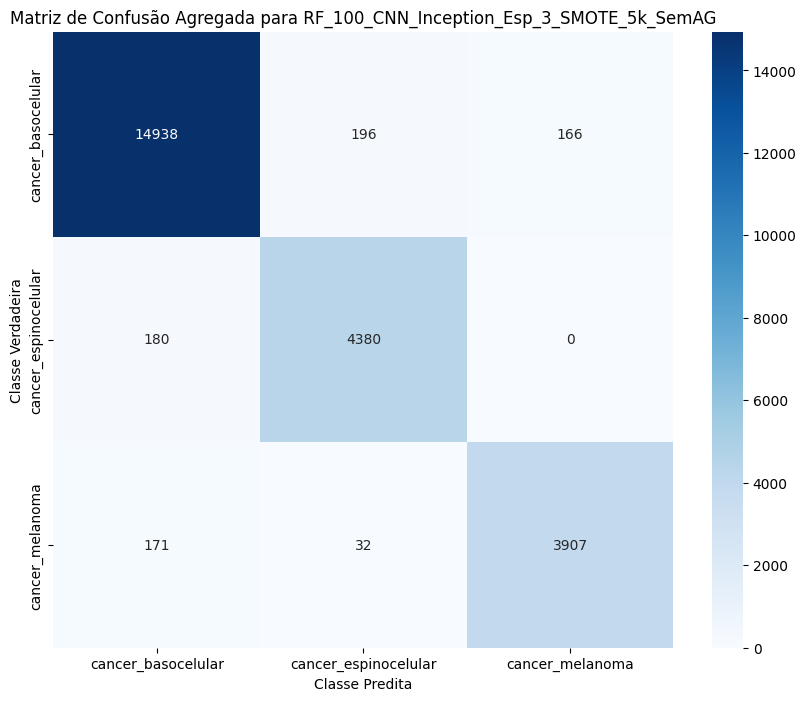 Matriz de Confusão Agregada para RF_100_CNN_Inception_Esp_3_SMOTE_5k_SemAG
Classe Verdadeira
cancer_basocelular
14938
196
166
cancer_espinocelular
180
4380
0
cancer_melanoma
171
32
3907
cancer_basocelular
cancer_espinocelular
cancer_melanoma
Classe Predita
14000
12000
10000
8000
6000
4000
2000
0